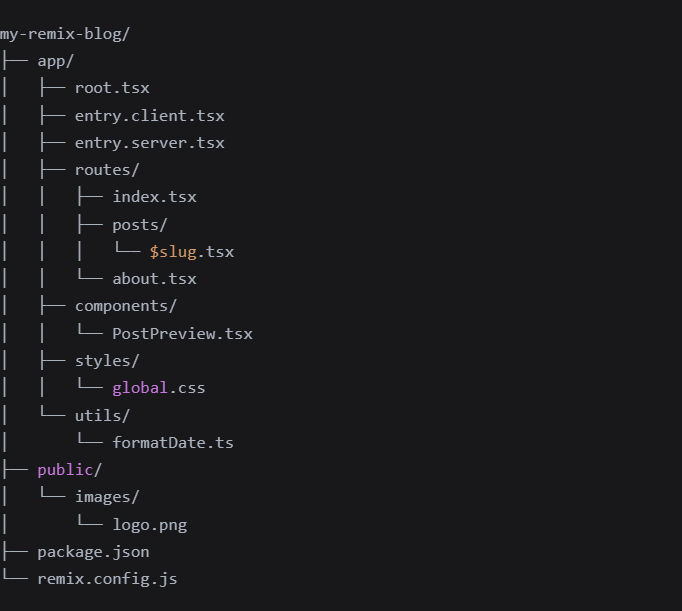 my-remix-blog/
├── app/
│   ├── root.tsx
│   ├── entry.client.tsx
│   ├── entry.server.tsx
│   ├── routes/
│   │   ├── index.tsx
│   │   ├── posts/
│   │   │   └── $slug.tsx
│   │   └── about.tsx
│   ├── components/
│   │   └── PostPreview.tsx
│   ├── styles/
│   │   └── global.css
│   └── utils/
│       └── formatDate.ts
├── public/
│   └── images/
│       └── logo.png
├── package.json
└── remix.config.js